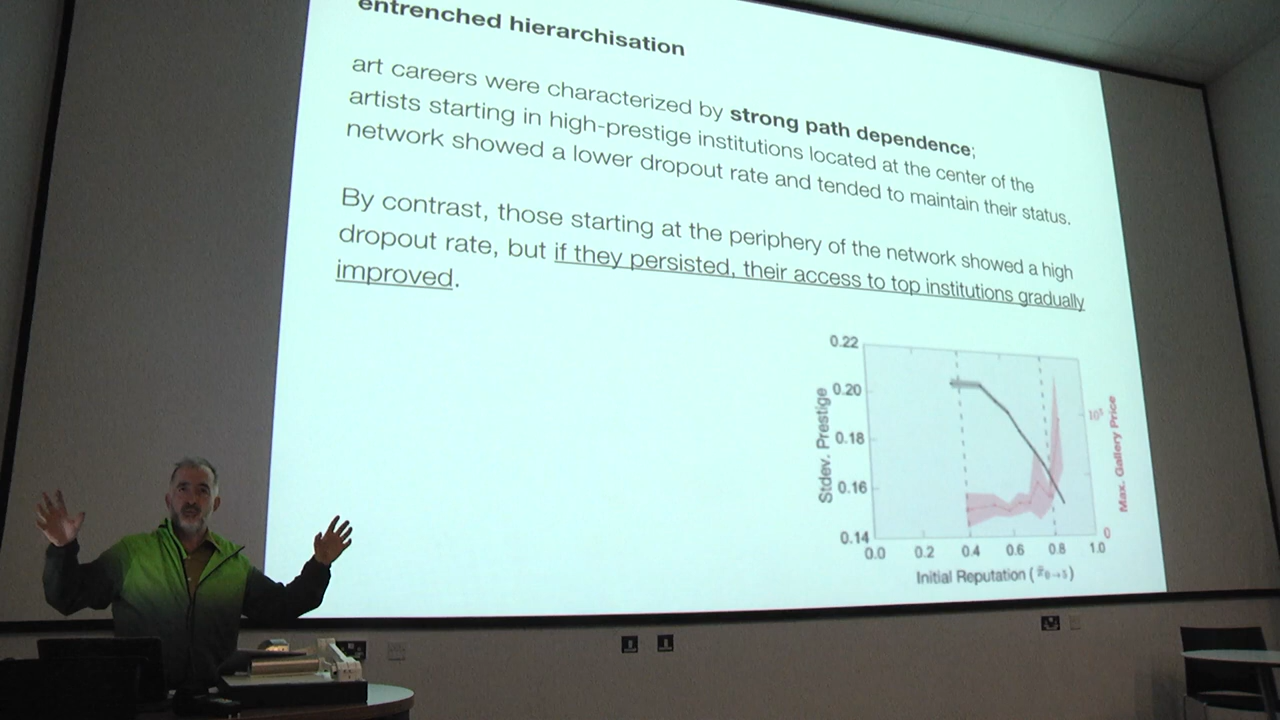 entrenched hierarchisation
art careers were characterized by strong path dependence;
artists starting in high-prestige institutions located at the center of the
network showed a lower dropout rate and tended to maintain their status.
By contrast, those starting at the periphery of the network showed a high
dropout rate, but if they persisted, their access to top institutions gradually
improved.
0.22
0.20
0.18
0.16
0.14
Stdev. Prestige
0.0 0.2 0.4 0.6 0.8 1.0
Initial Reputation
10⁵
0
Max. Gallery Price